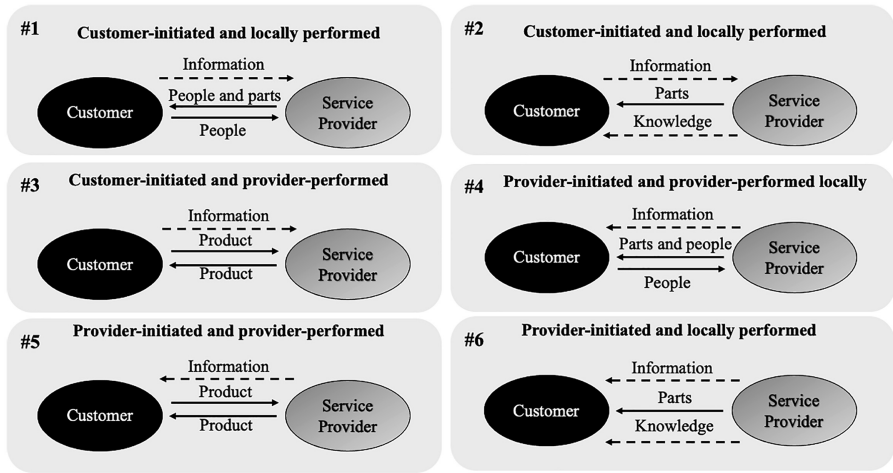 #1
Customer-initiated and locally performed
Information
Customer
People and parts
People
Service
Provider
#2
Customer-initiated and locally performed
Information
Customer
Parts
Knowledge
Service
Provider
#3
Customer-initiated and provider-performed
Information
Customer
Product
Product
Service
Provider
#4
Provider-initiated and provider-performed locally
Information
Customer
Parts and people
People
Service
Provider
#5
Provider-initiated and provider-performed
Information
Customer
Product
Product
Service
Provider
#6
Provider-initiated and locally performed
Information
Customer
Parts
Knowledge
Service
Provider